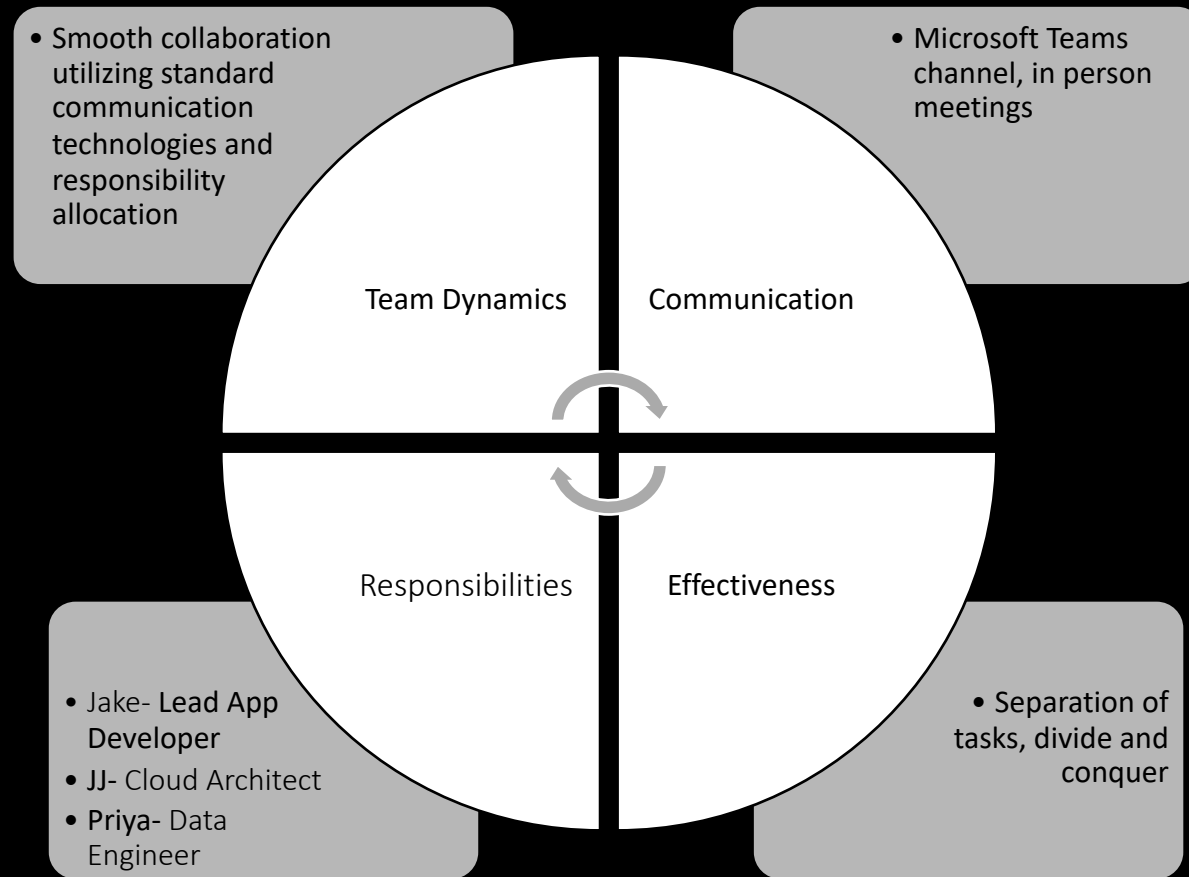 • Smooth collaboration
utilizing standard
communication
technologies and
responsibility
allocation
• Microsoft Teams
channel, in person
meetings
Team Dynamics
Communication
Responsibilities
Effectiveness
• Jake- Lead App
Developer
• JJ- Cloud Architect
• Priya- Data
Engineer
• Separation of
tasks, divide and
conquer